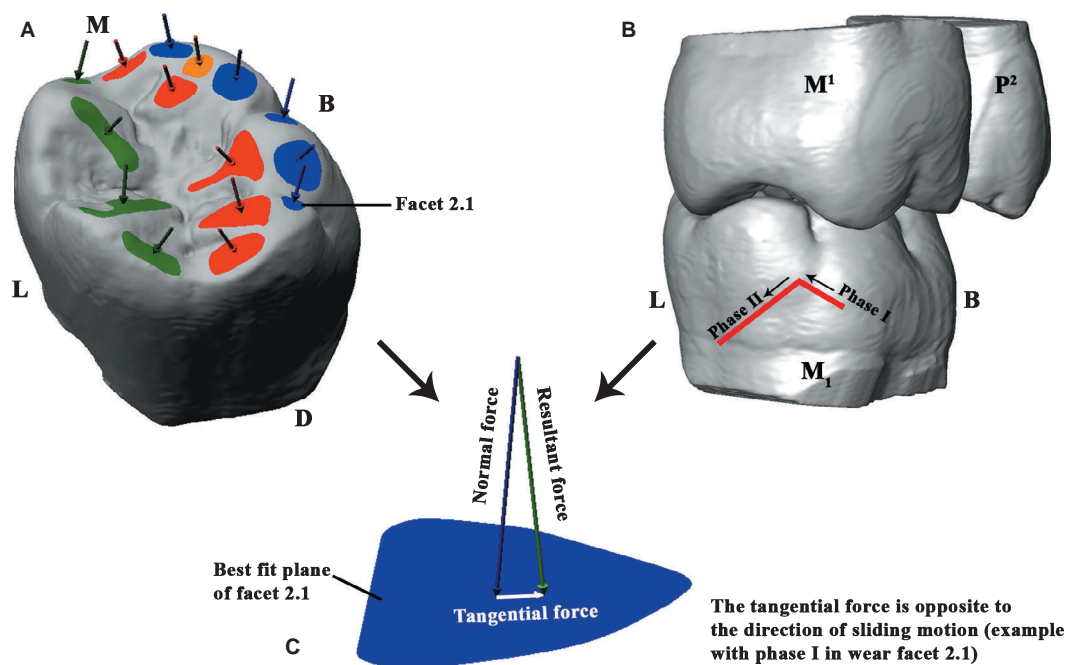 A
M
B
Facet 2.1
L
D
B
M¹
P²
L
B
Phase II
Phase I
M₁
Normal force
Resultant force
Best fit plane
of facet 2.1
Tangential force
C
The tangential force is opposite to
the direction of sliding motion (example
with phase I in wear facet 2.1)